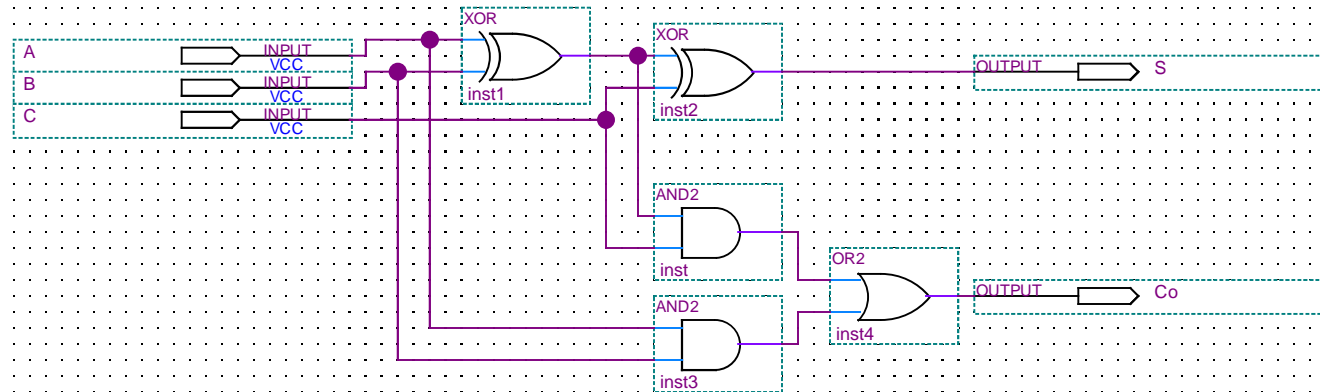 XOR
XOR
A
INPUT
VCC
B
INPUT
VCC
C
INPUT
VCC
inst1
inst2
OUTPUT
S
AND2
inst
OR2
OUTPUT
Co
AND2
inst4
inst3